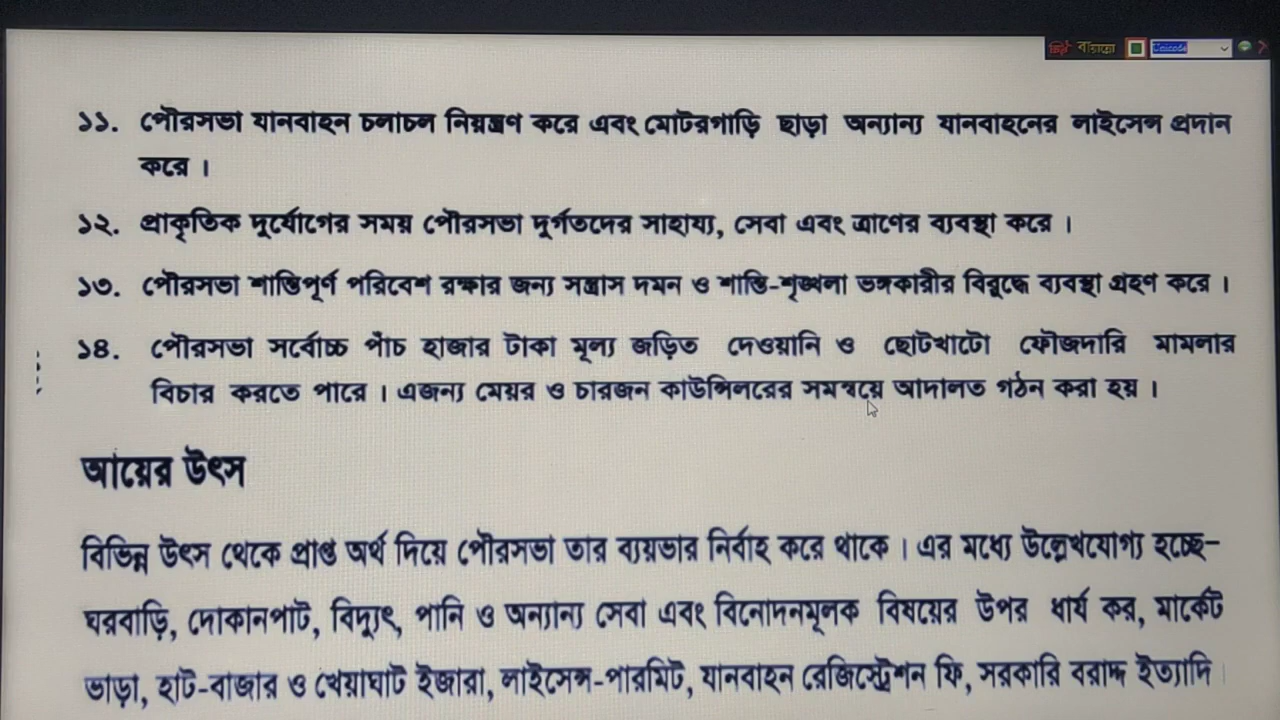 Unicode
১১. পৌরসভা যানবাহন চলাচল নিয়ন্ত্রণ করে এবং মোটরগাড়ি ছাড়া অন্যান্য যানবাহনের লাইসেন্স প্রদান
করে ।
১২. প্রাকৃতিক দুর্যোগের সময় পৌরসভা দুর্গতদের সাহায্য, সেবা এবং ত্রাণের ব্যবস্থা করে ।
১৩. পৌরসভা শান্তিপূর্ণ পরিবেশ রক্ষার জন্য সন্ত্রাস দমন ও শান্তি-শৃঙ্খলা ভঙ্গকারীর বিরুদ্ধে ব্যবস্থা গ্রহণ করে ।
১৪. পৌরসভা সর্বোচ্চ পাঁচ হাজার টাকা মূল্য জড়িত দেওয়ানি ও ছোটখাটো ফৌজদারি মামলার
বিচার করতে পারে । এজন্য মেয়র ও চারজন কাউন্সিলরের সমন্বয়ে আদালত গঠন করা হয় ।
আয়ের উৎস
বিভিন্ন উৎস থেকে প্রাপ্ত অর্থ দিয়ে পৌরসভা তার ব্যয়ভার নির্বাহ করে থাকে । এর মধ্যে উল্লেখযোগ্য হচ্ছে–
ঘরবাড়ি, দোকানপাট, বিদ্যুৎ, পানি ও অন্যান্য সেবা এবং বিনোদনমূলক বিষয়ের উপর ধার্য কর, মার্কেট
ভাড়া, হাট-বাজার ও খেয়াঘাট ইজারা, লাইসেন্স-পারমিট, যানবাহন রেজিস্ট্রেশন ফি, সরকারি বরাদ্দ ইত্যাদি